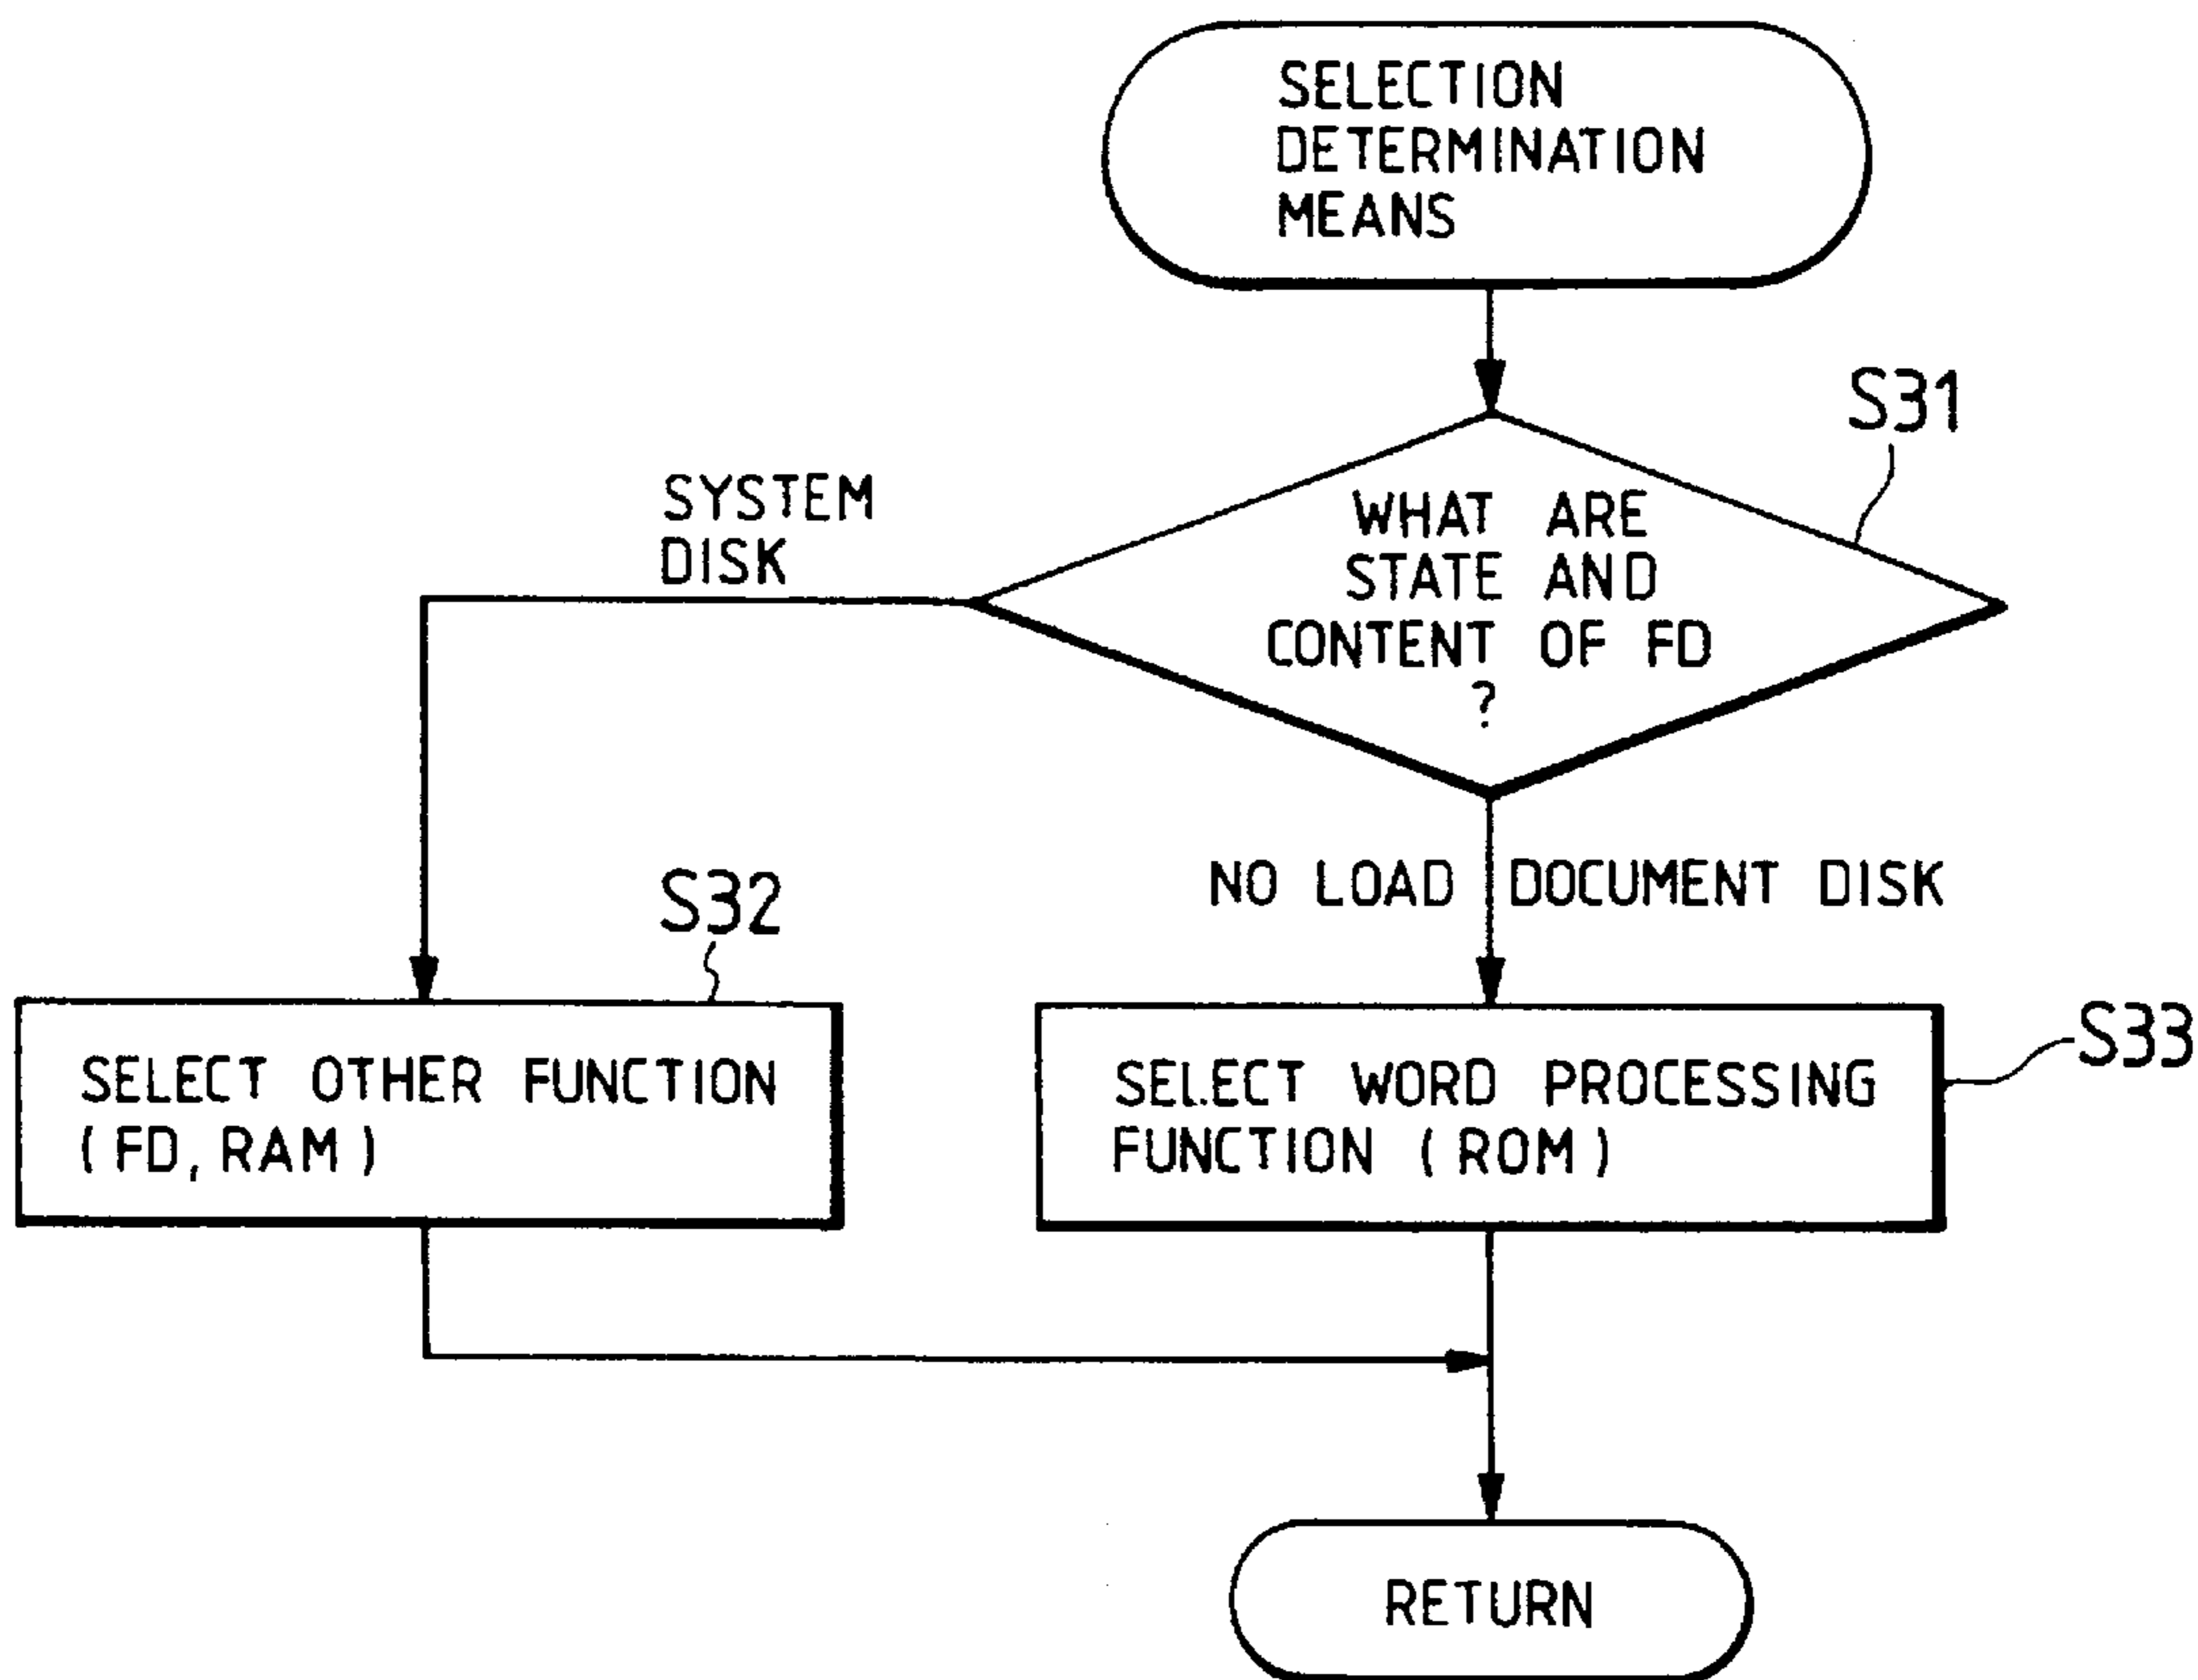 SELECTION
DETERMINATION
MEANS
S31
WHAT ARE
STATE AND
CONTENT OF FD
?
SYSTEM
DISK
NO LOAD DOCUMENT DISK
S32
SELECT OTHER FUNCTION
(FD, RAM)
S33
SELECT WORD PROCESSING
FUNCTION (ROM)
RETURN